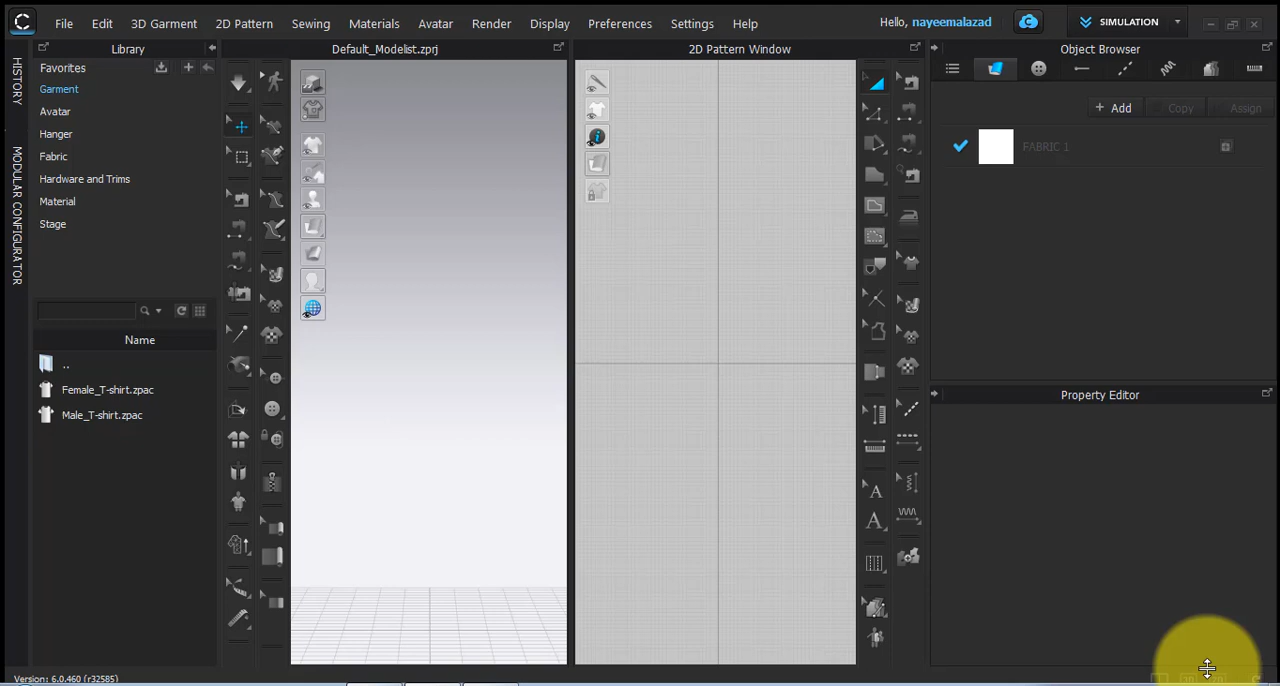 File Edit 3D Garment 2D Pattern Sewing Materials Avatar Render Display Preferences Settings Help
Hello, nayeemalazad
SIMULATION
HISTORY
MODULAR CONFIGURATOR
Library
Favorites
Garment
Avatar
Hanger
Fabric
Hardware and Trims
Material
Stage
Name
..
Female_T-shirt.zpac
Male_T-shirt.zpac
Default_Modelist.zprj
2D Pattern Window
Object Browser
+ Add Copy Assign
FABRIC 1
Property Editor
Version: 6.0.460 (r32585)